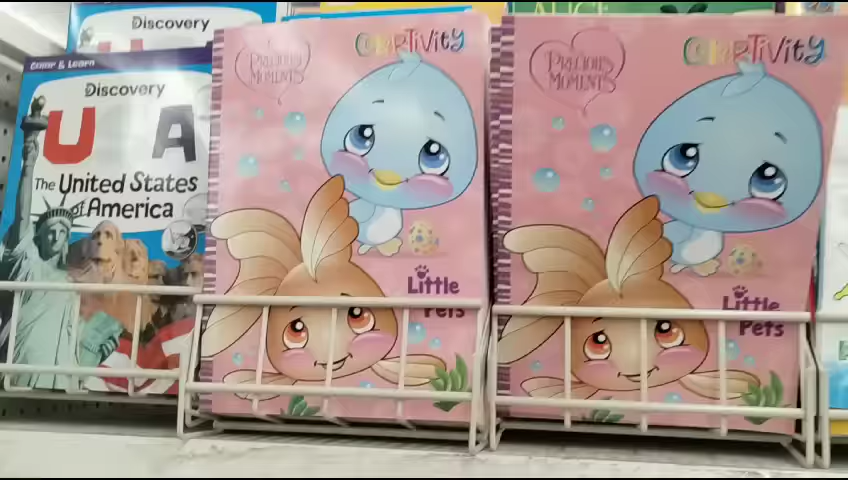 Discovery
Color & Learn
Discovery
U A
The United States
of America
PRECIOUS
MOMENTS
COLORTIVITY
Little
Pets
ALICE
PRECIOUS
MOMENTS
COLORTIVITY
Little
Pets